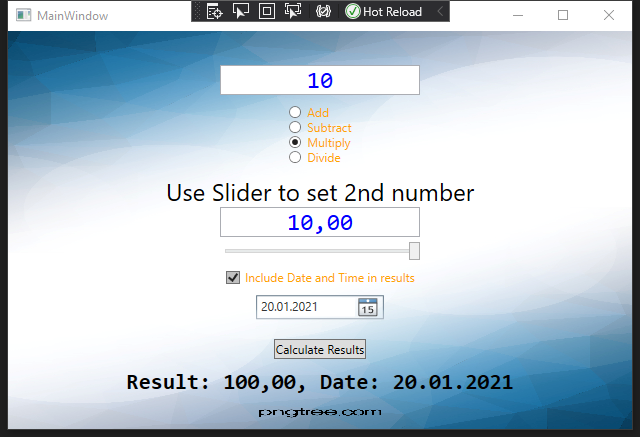 MainWindow
Hot Reload
10
Add
Subtract
Multiply
Divide
Use Slider to set 2nd number
10,00
Include Date and Time in results
20.01.2021
15
Calculate Results
Result: 100,00, Date: 20.01.2021
pngtree.com